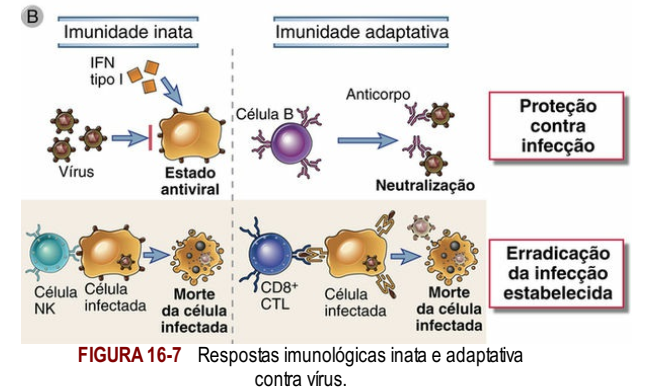 B
Imunidade inata
Imunidade adaptativa
IFN
tipo I
Vírus
Estado
antiviral
Célula B
Anticorpo
Neutralização
Proteção
contra
infecção
Célula
NK
Célula
infectada
Morte
da célula
infectada
CD8+
CTL
Célula
infectada
Morte
da célula
infectada
Erradicação
da infecção
estabelecida
FIGURA 16-7 Respostas imunológicas inata e adaptativa
contra vírus.